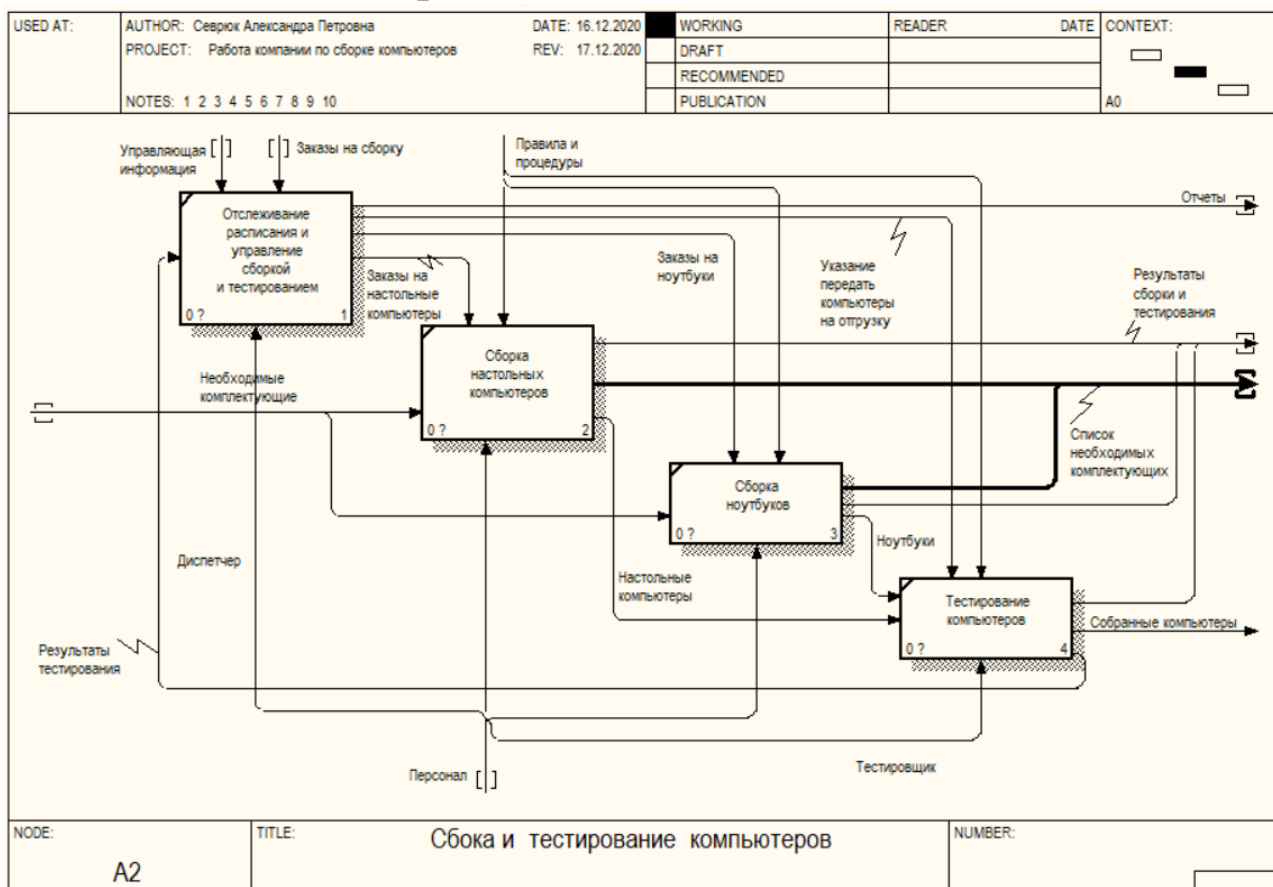 USED AT:
AUTHOR: Севрюк Александра Петровна
DATE: 16.12.2020
PROJECT: Работа компании по сборке компьютеров
REV: 17.12.2020
NOTES: 1 2 3 4 5 6 7 8 9 10
WORKING
DRAFT
RECOMMENDED
PUBLICATION
READER
DATE
CONTEXT:
A0
Управляющая
информация
Заказы на сборку
Правила и
процедуры
Отчеты
Отслеживание
расписания и
управление
сборкой
и тестированием
0 ?
1
Заказы на
настольные
компьютеры
Заказы на
ноутбуки
Указание
передать
компьютеры
на отгрузку
Результаты
сборки и
тестирования
Сборка
настольных
компьютеров
0 ?
2
Необходимые
комплектующие
Список
необходимых
комплектующих
Сборка
ноутбуков
0 ?
3
Ноутбуки
Диспетчер
Настольные
компьютеры
Тестирование
компьютеров
0 ?
4
Собранные компьютеры
Результаты
тестирования
Персонал
Тестировщик
NODE:
A2
TITLE:
Сбока и тестирование компьютеров
NUMBER: